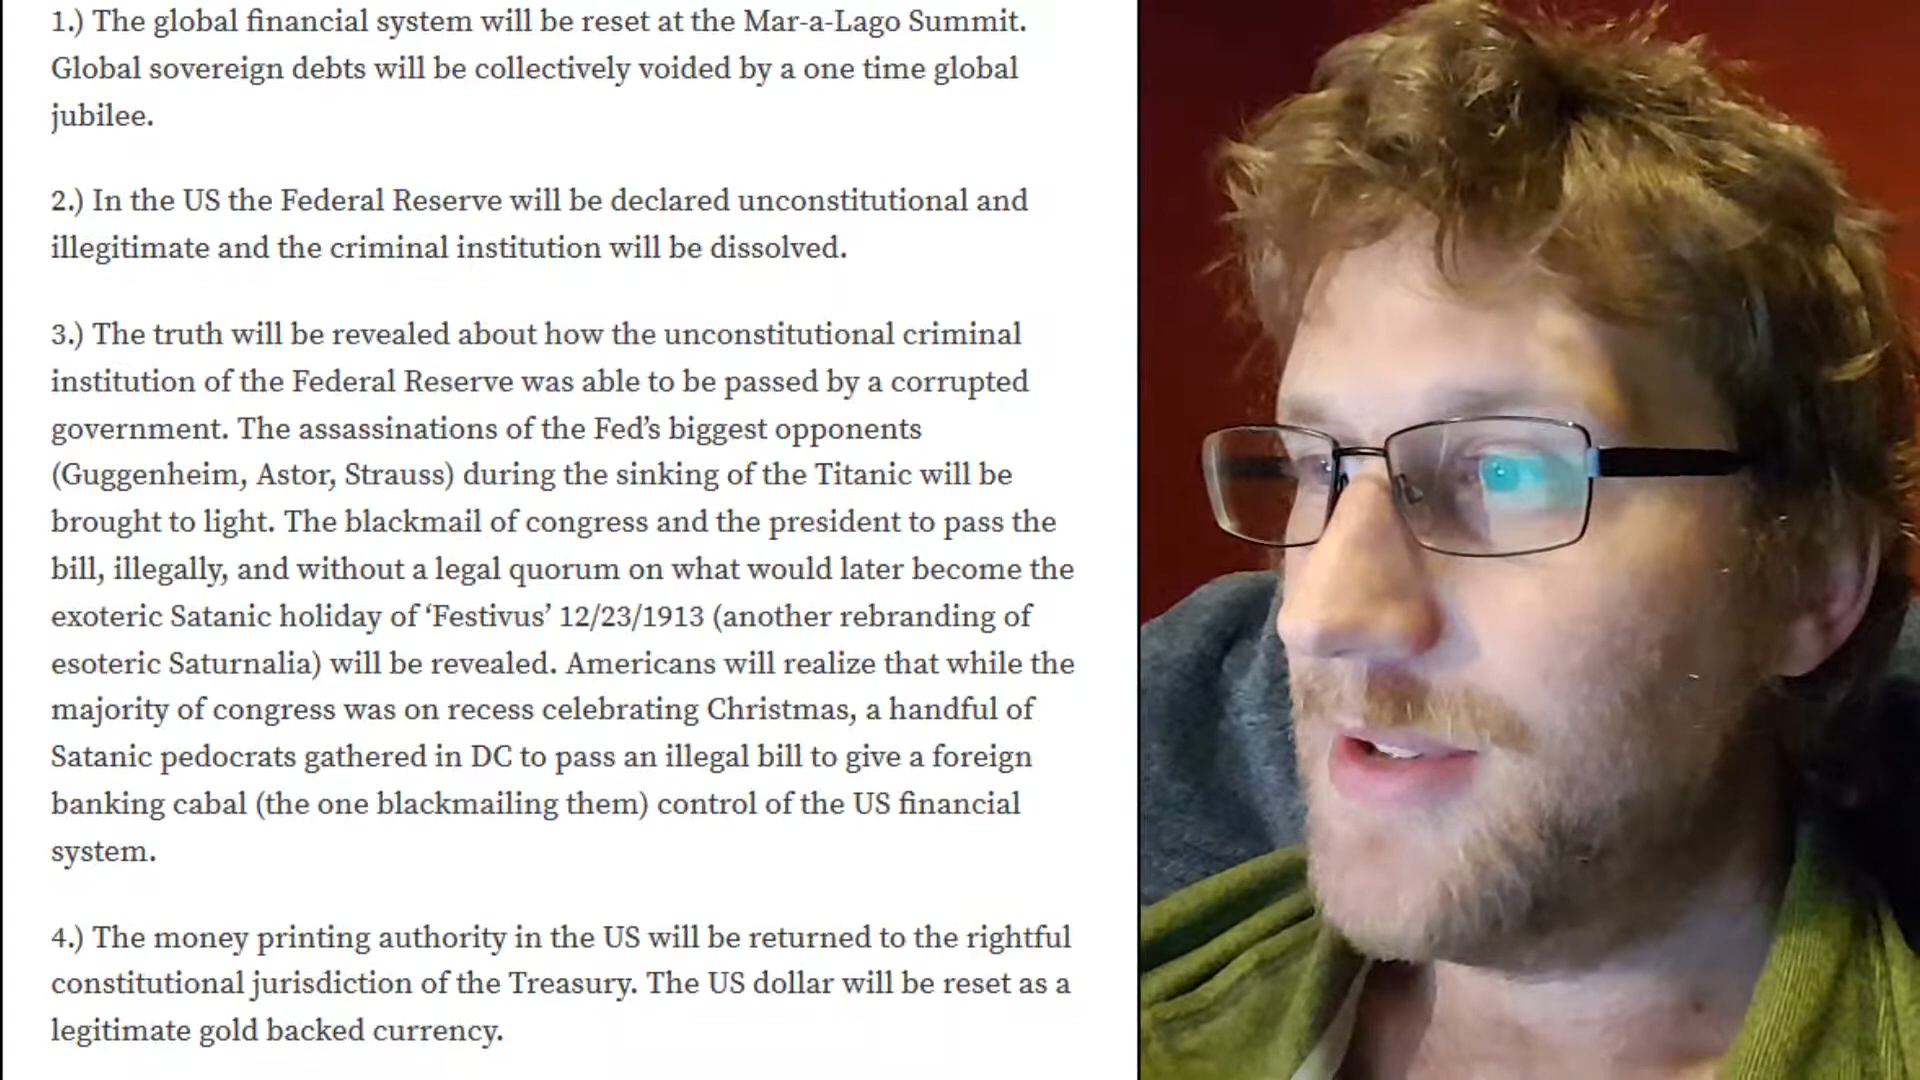 1.) The global financial system will be reset at the Mar-a-Lago Summit.
Global sovereign debts will be collectively voided by a one time global
jubilee.
2.) In the US the Federal Reserve will be declared unconstitutional and
illegitimate and the criminal institution will be dissolved.
3.) The truth will be revealed about how the unconstitutional criminal
institution of the Federal Reserve was able to be passed by a corrupted
government. The assassinations of the Fed’s biggest opponents
(Guggenheim, Astor, Strauss) during the sinking of the Titanic will be
brought to light. The blackmail of congress and the president to pass the
bill, illegally, and without a legal quorum on what would later become the
exoteric Satanic holiday of ‘Festivus’ 12/23/1913 (another rebranding of
esoteric Saturnalia) will be revealed. Americans will realize that while the
majority of congress was on recess celebrating Christmas, a handful of
Satanic pedocrats gathered in DC to pass an illegal bill to give a foreign
banking cabal (the one blackmailing them) control of the US financial
system.
4.) The money printing authority in the US will be returned to the rightful
constitutional jurisdiction of the Treasury. The US dollar will be reset as a
legitimate gold backed currency.